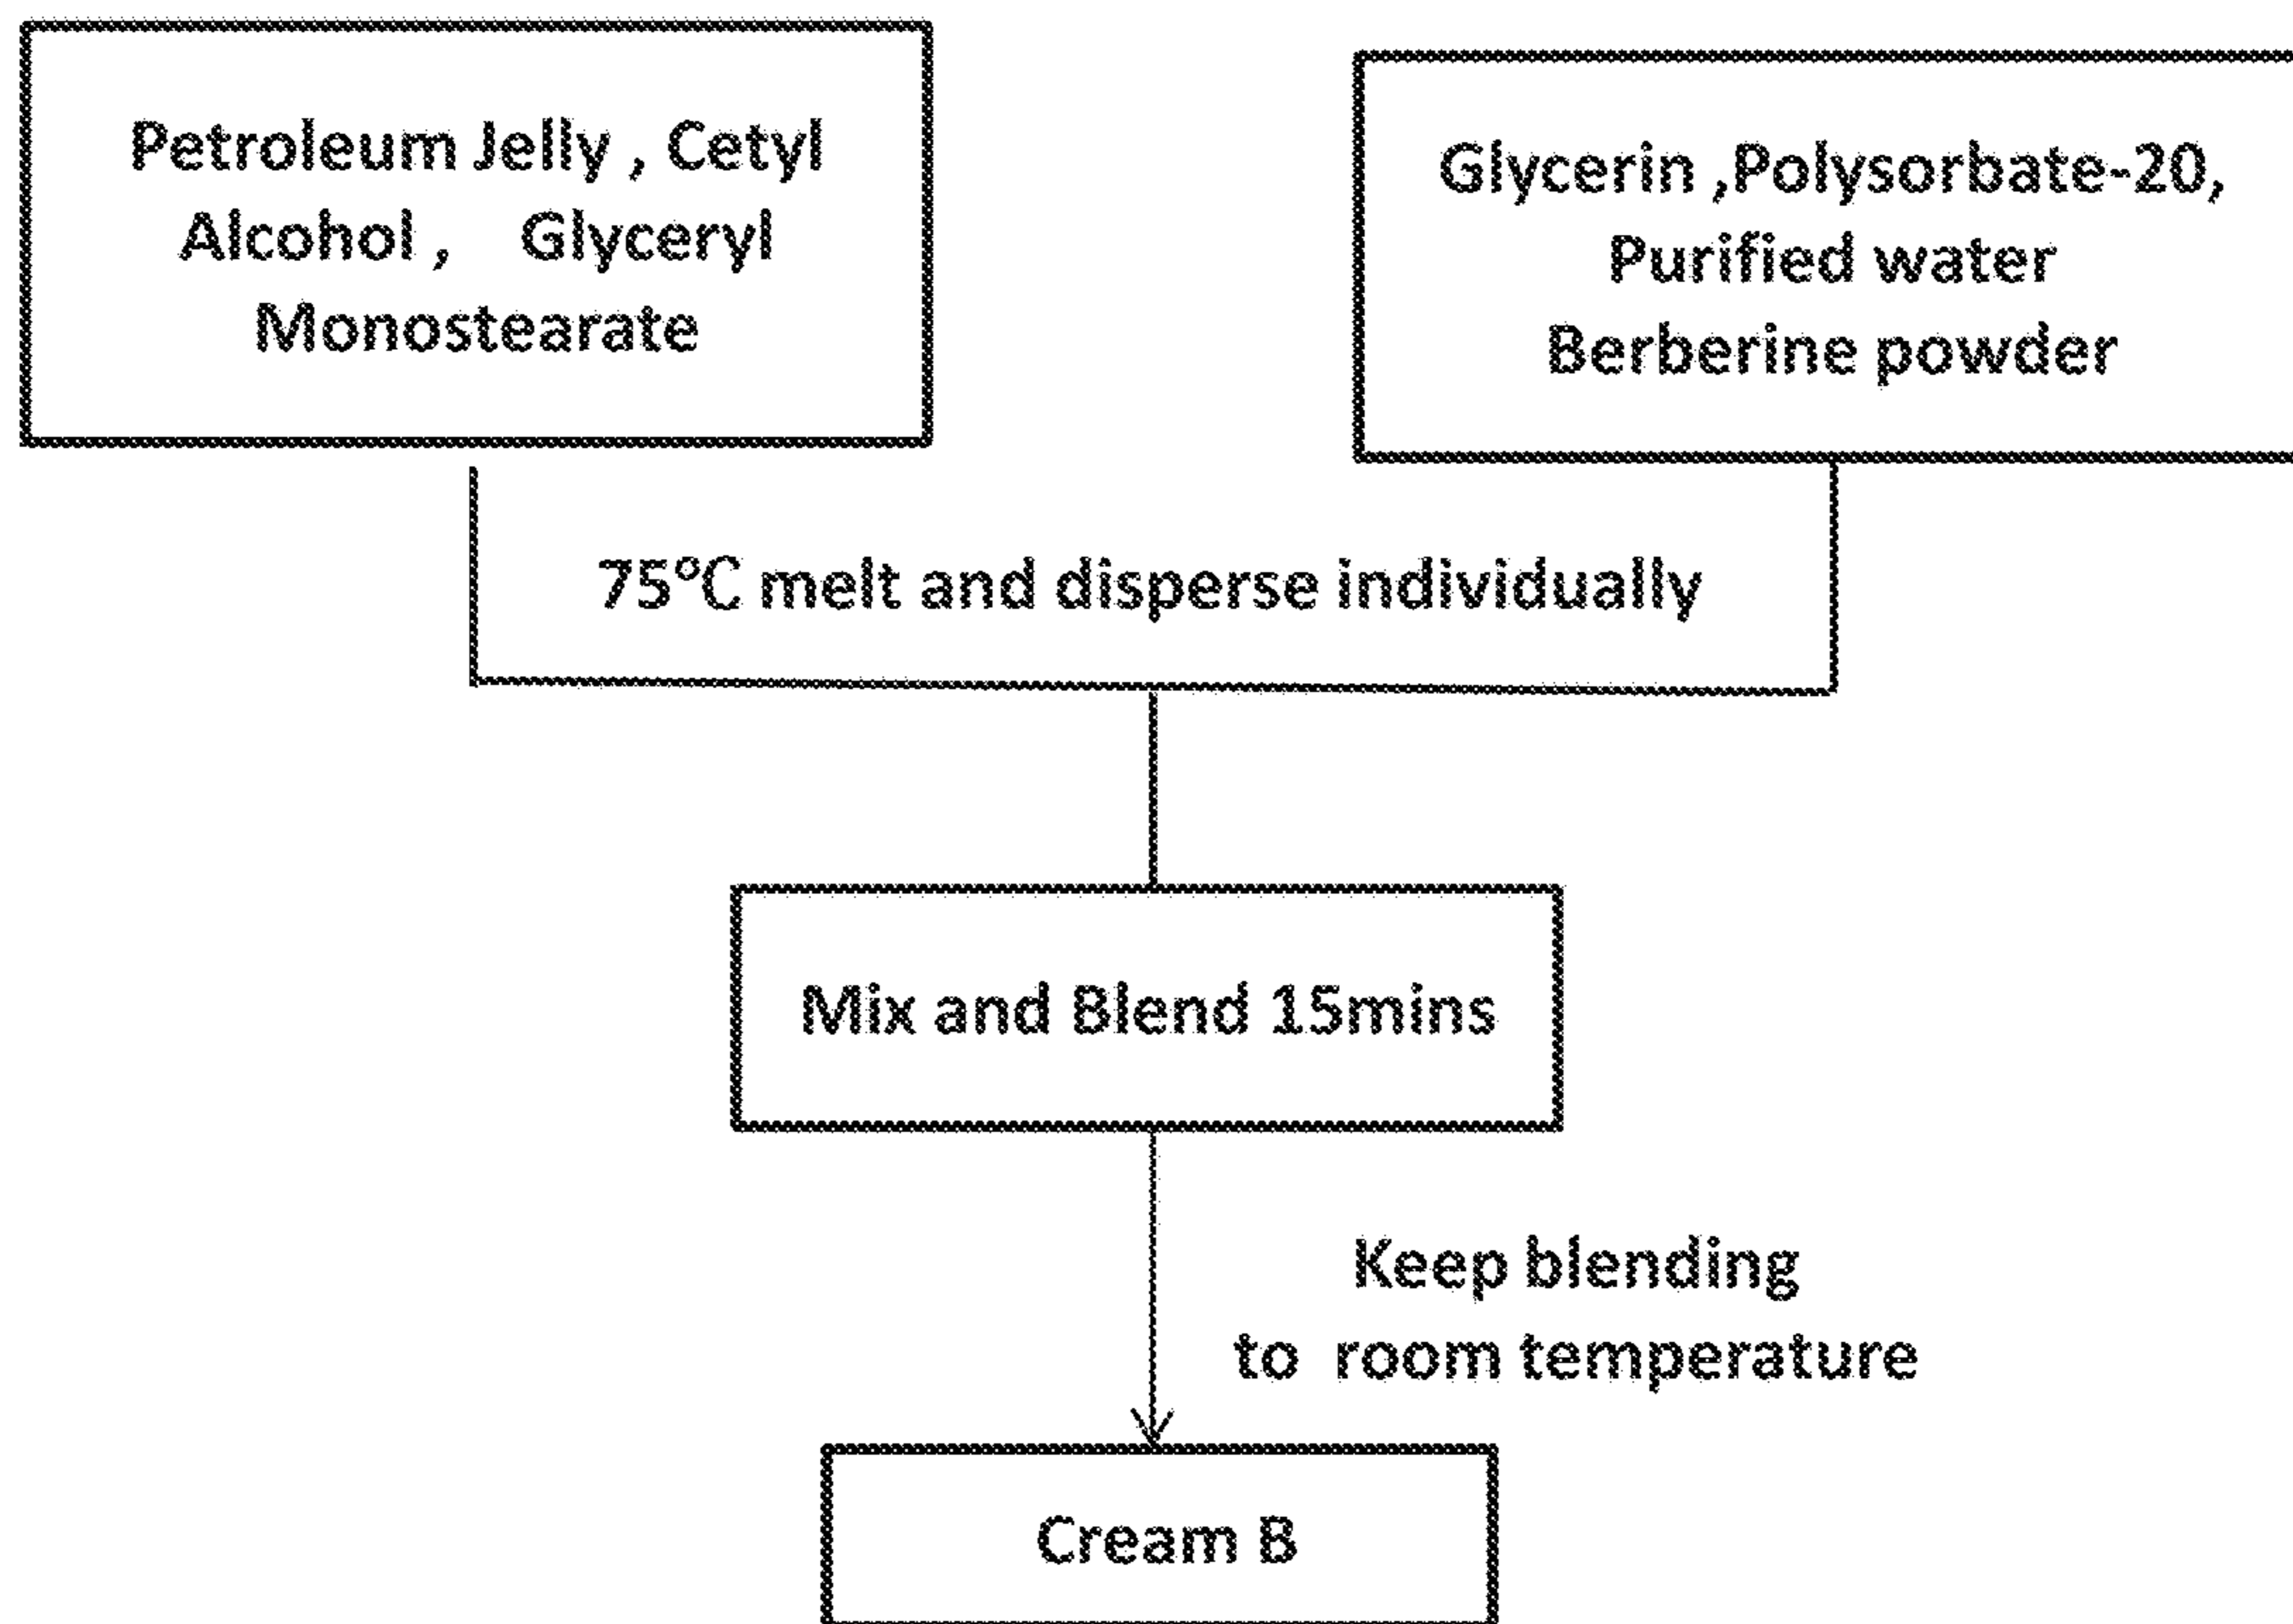 Petroleum Jelly , Cetyl
Alcohol , Glyceryl
Monostearate
Glycerin ,Polysorbate-20,
Purified water
Berberine powder
75°C melt and disperse individually
Mix and Blend 15mins
Keep blending
to room temperature
Cream B